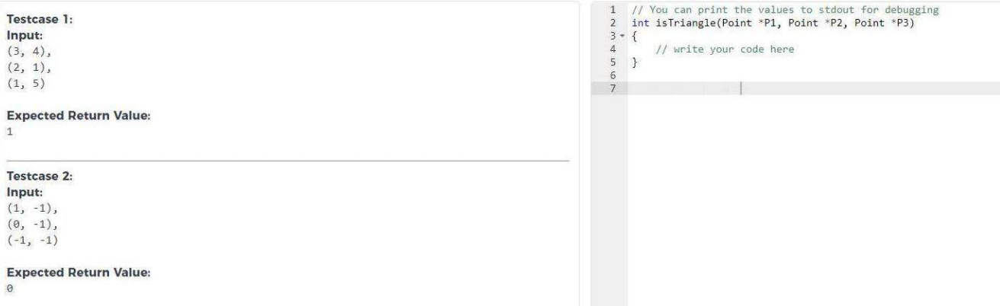 Testcase 1:
Input:
(3, 4),
(2, 1),
(1, 5)
Expected Return Value:
1
Testcase 2:
Input:
(1, -1),
(0, -1),
(-1, -1)
Expected Return Value:
0
1 // You can print the values to stdout for debugging
2 int isTriangle(Point *P1, Point *P2, Point *P3)
3 {
4 // write your code here
5 }
6
7